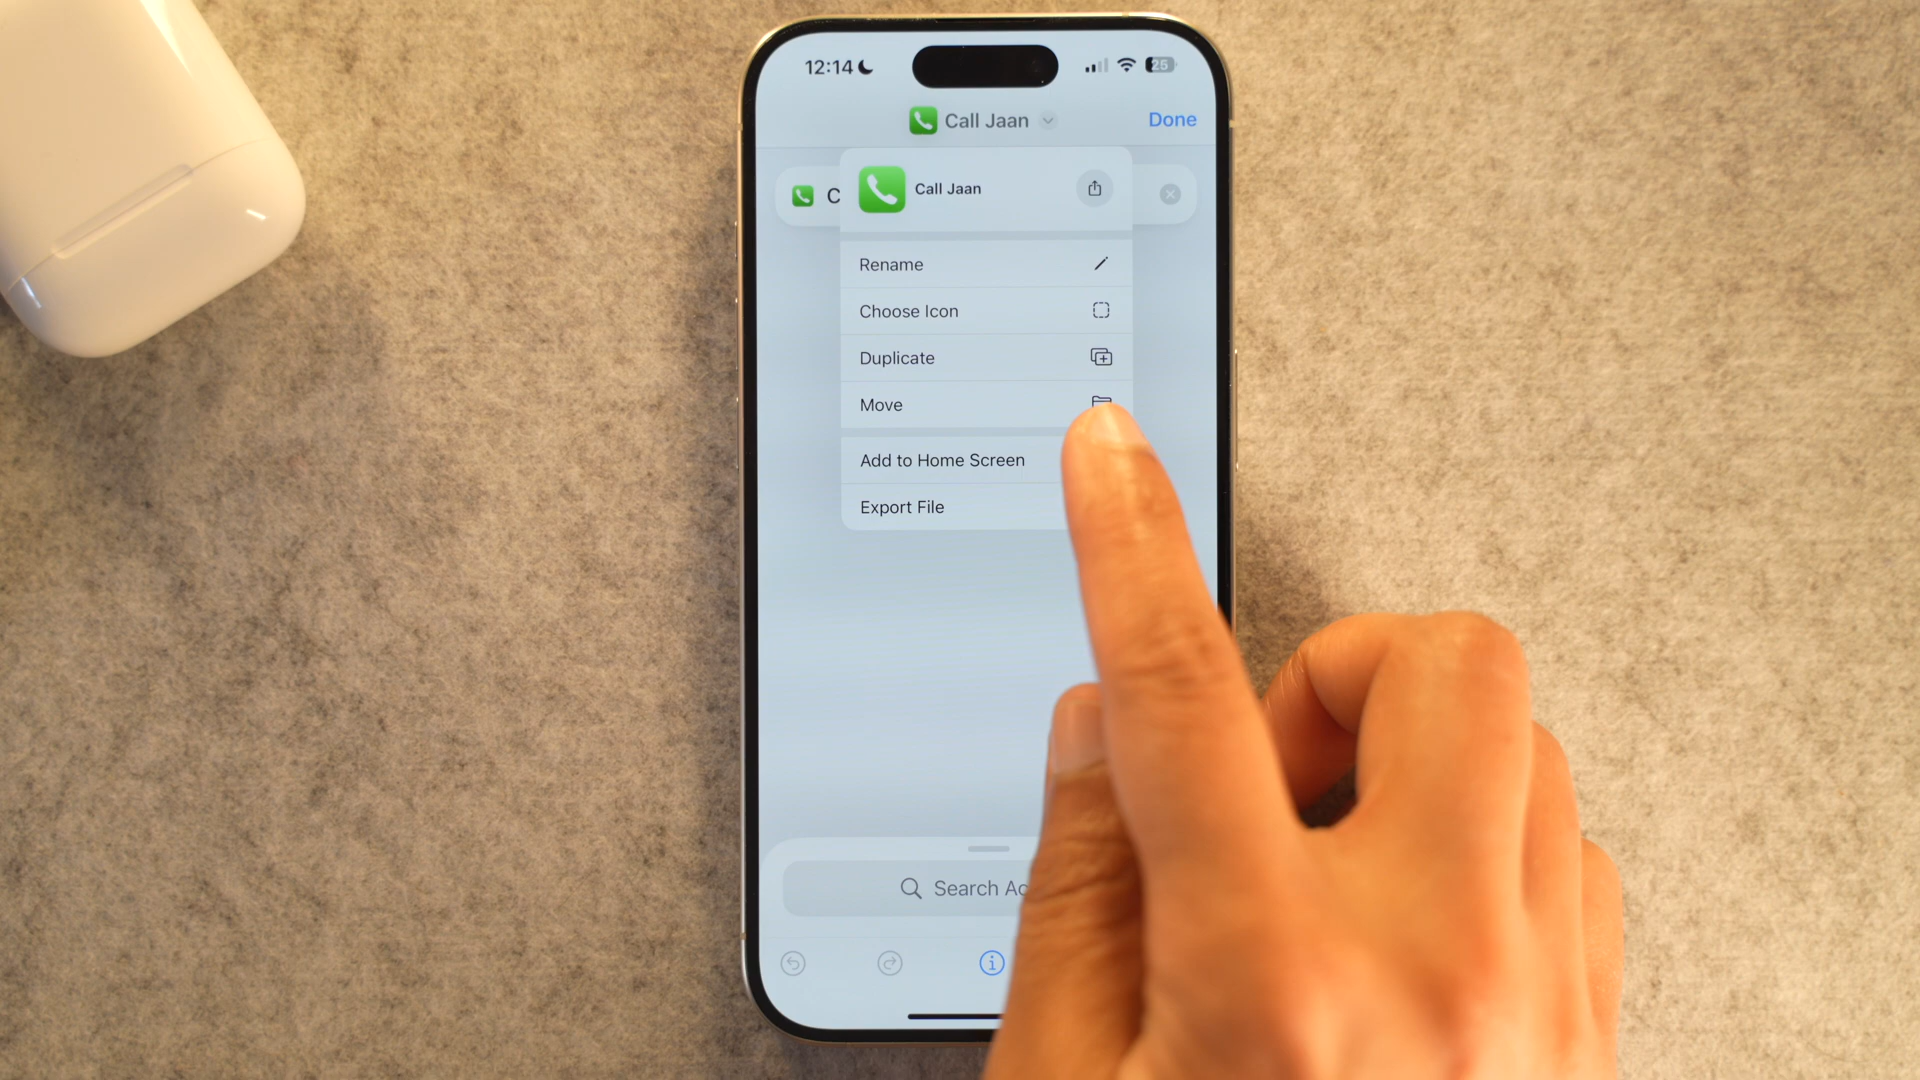 12:14
25
Call Jaan
Done
C
Call Jaan
Rename
Choose Icon
Duplicate
Move
Add to Home Screen
Export File
Search Ac